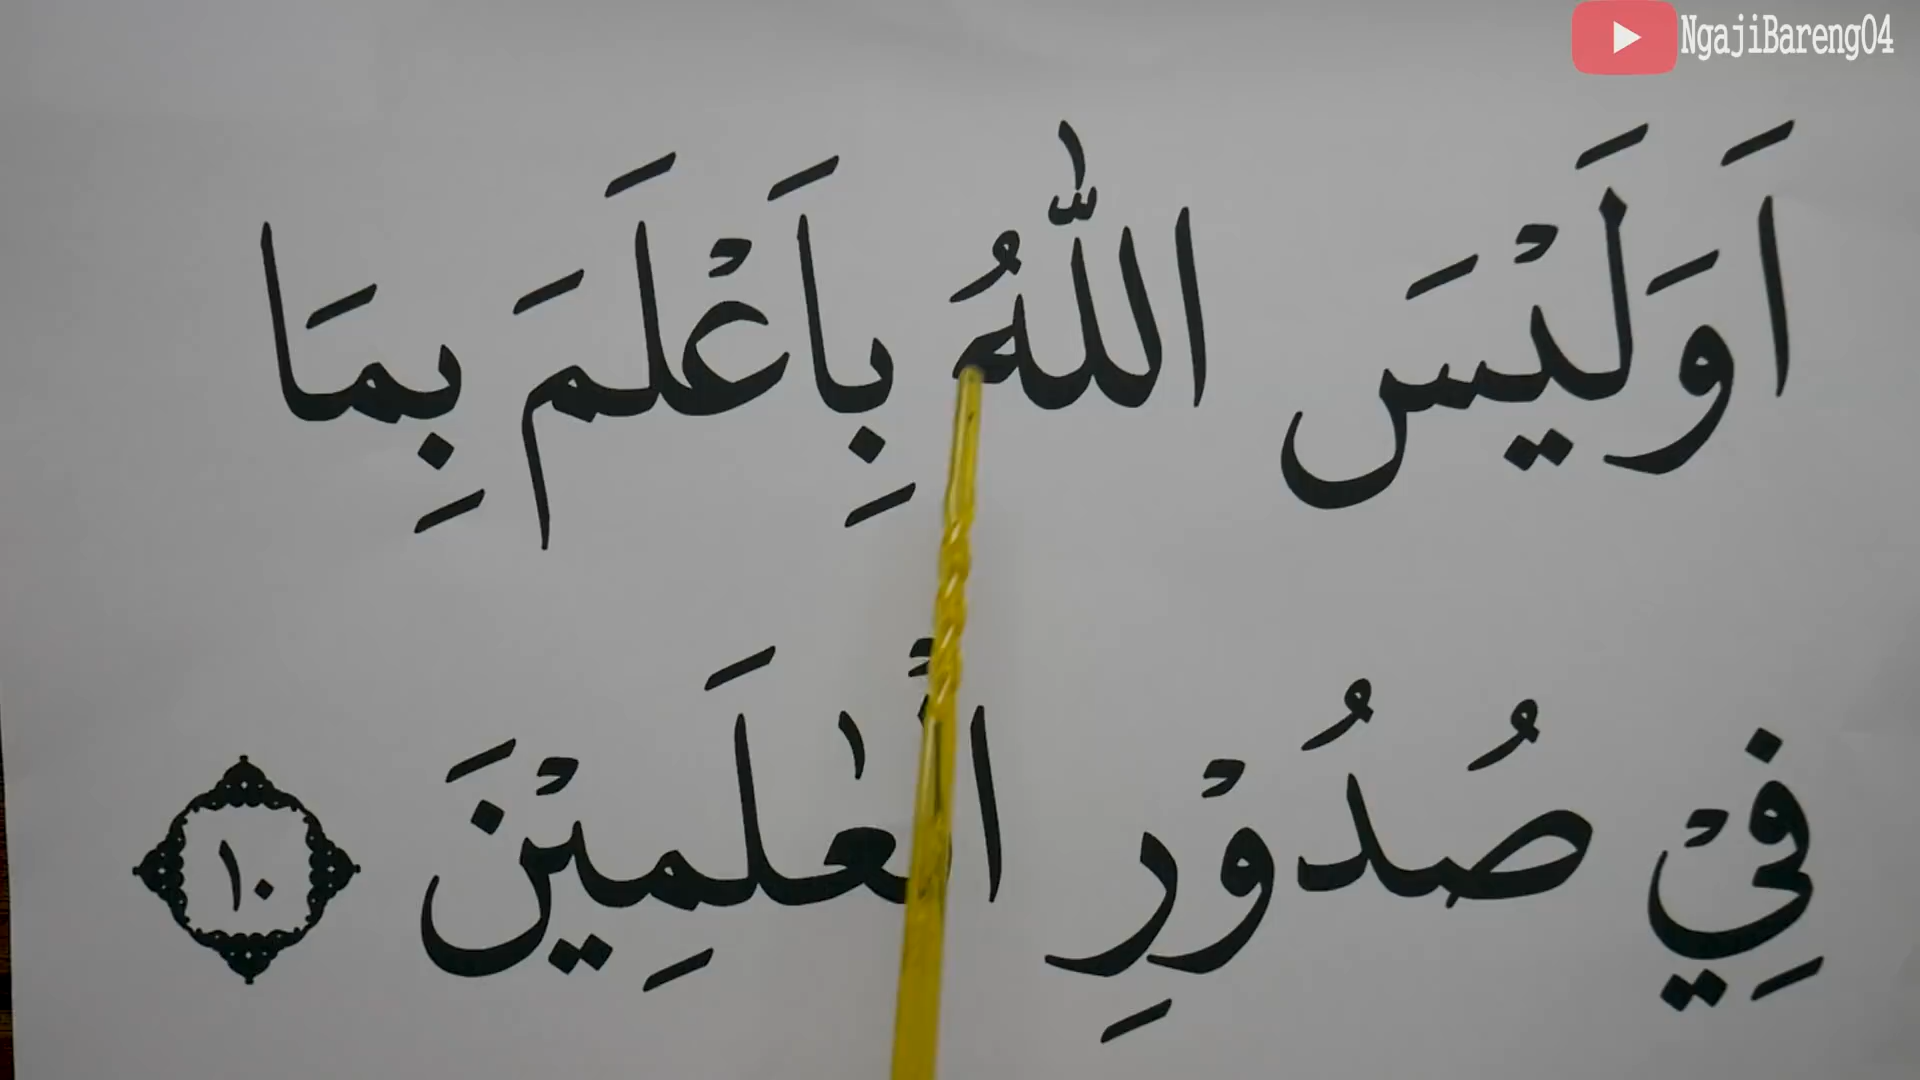 NgajiBareng04
اَوَلَيْسَ اللّٰهُ بِاَعْلَمَ بِمَا
فِيْ صُدُوْرِ الْعٰلَمِيْنَ ١٠